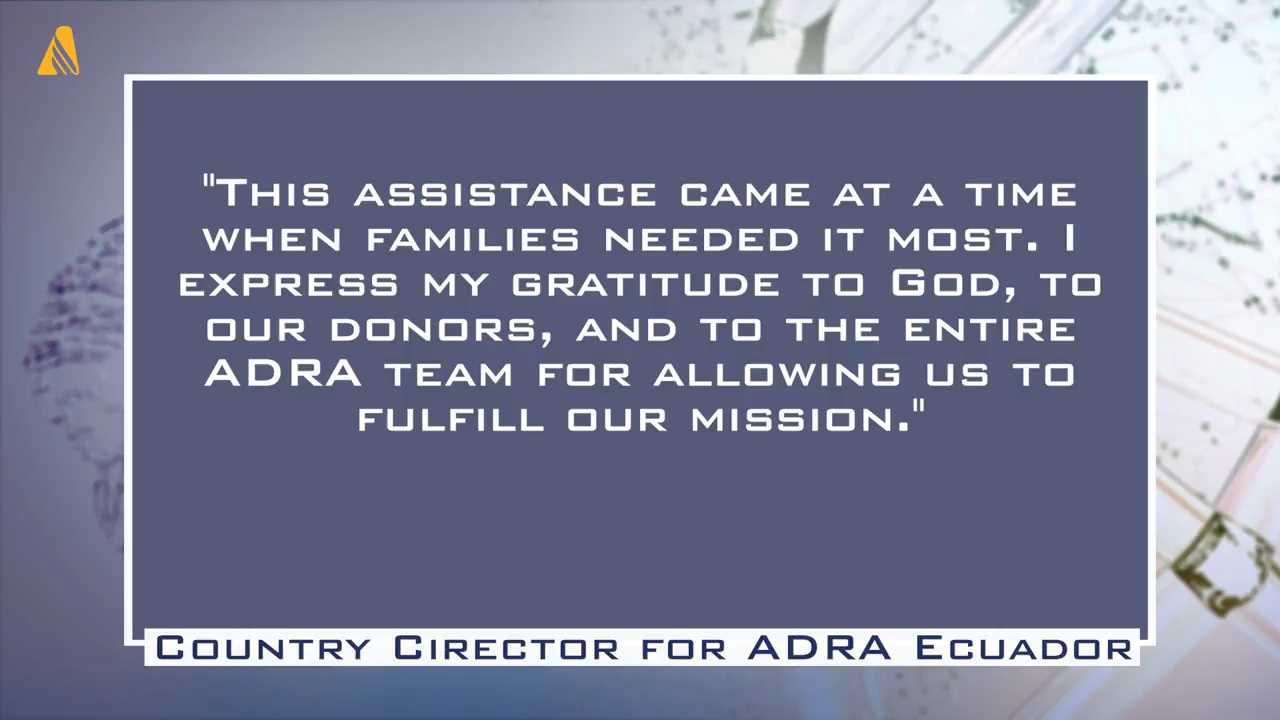 "This assistance came at a time
when families needed it most. I
express my gratitude to God, to
our donors, and to the entire
ADRA team for allowing us to
fulfill our mission."
Country Cirector for ADRA Ecuador